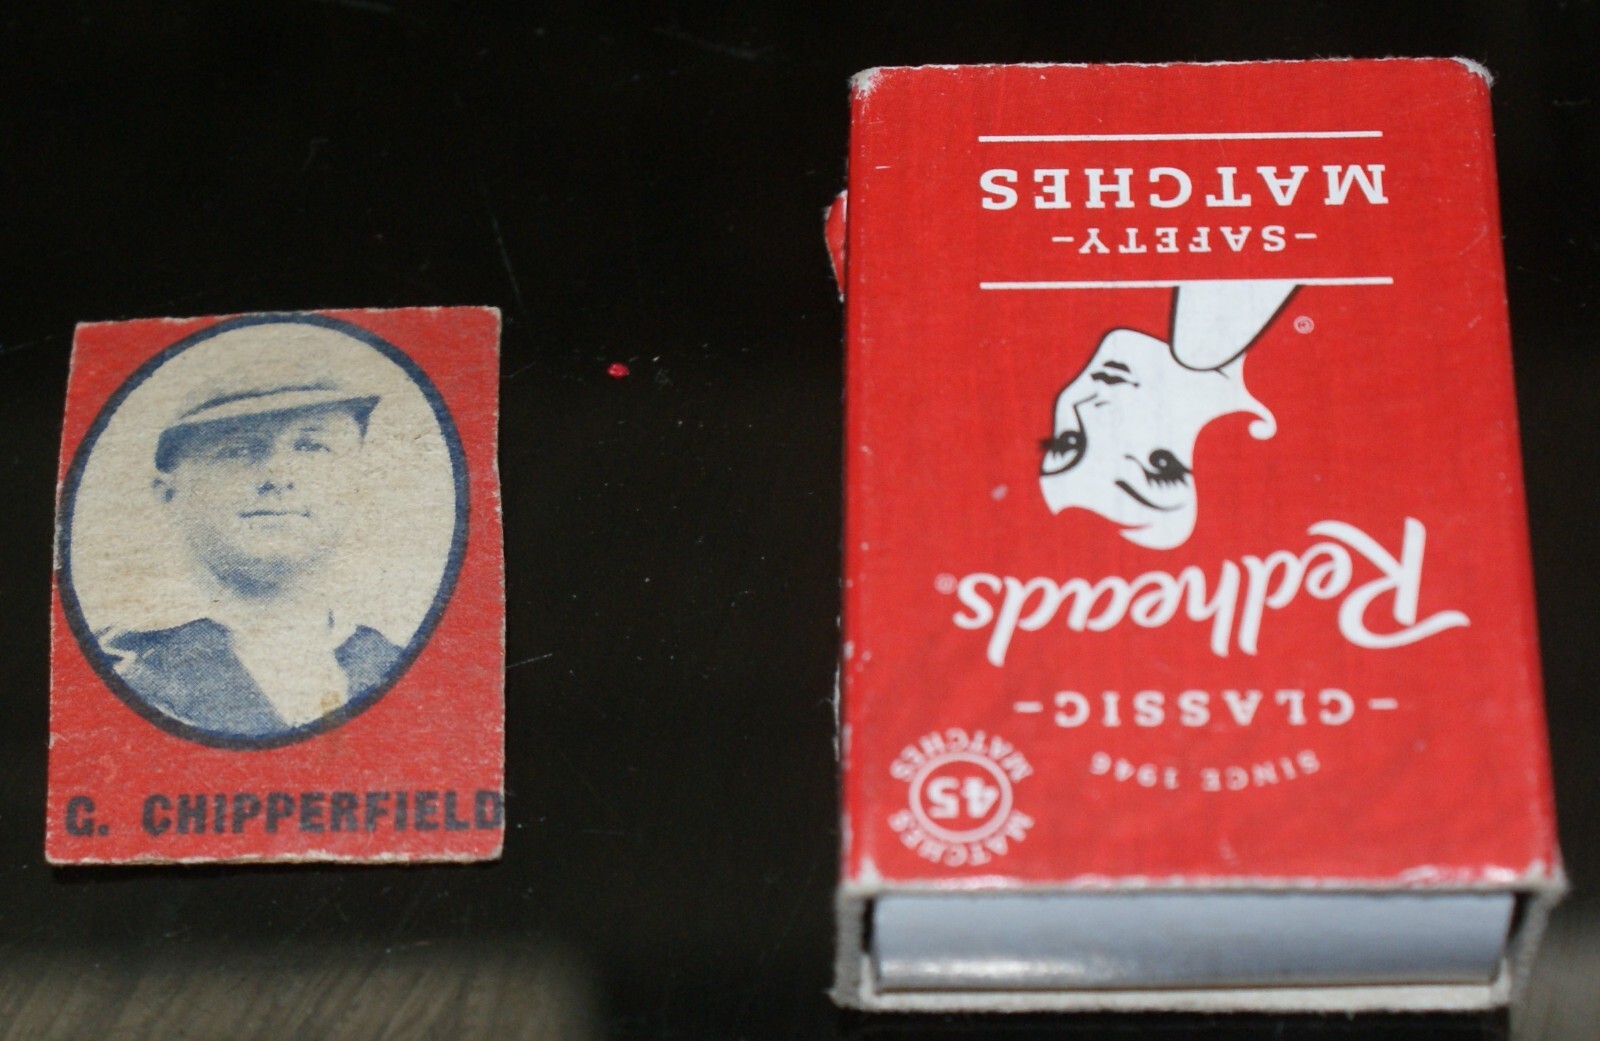 G. CHIPPERFIELD
SINCE 1946
- CLASSIC -
Redheads®
®
- SAFETY -
MATCHES
MATCHES
45
MATCHES